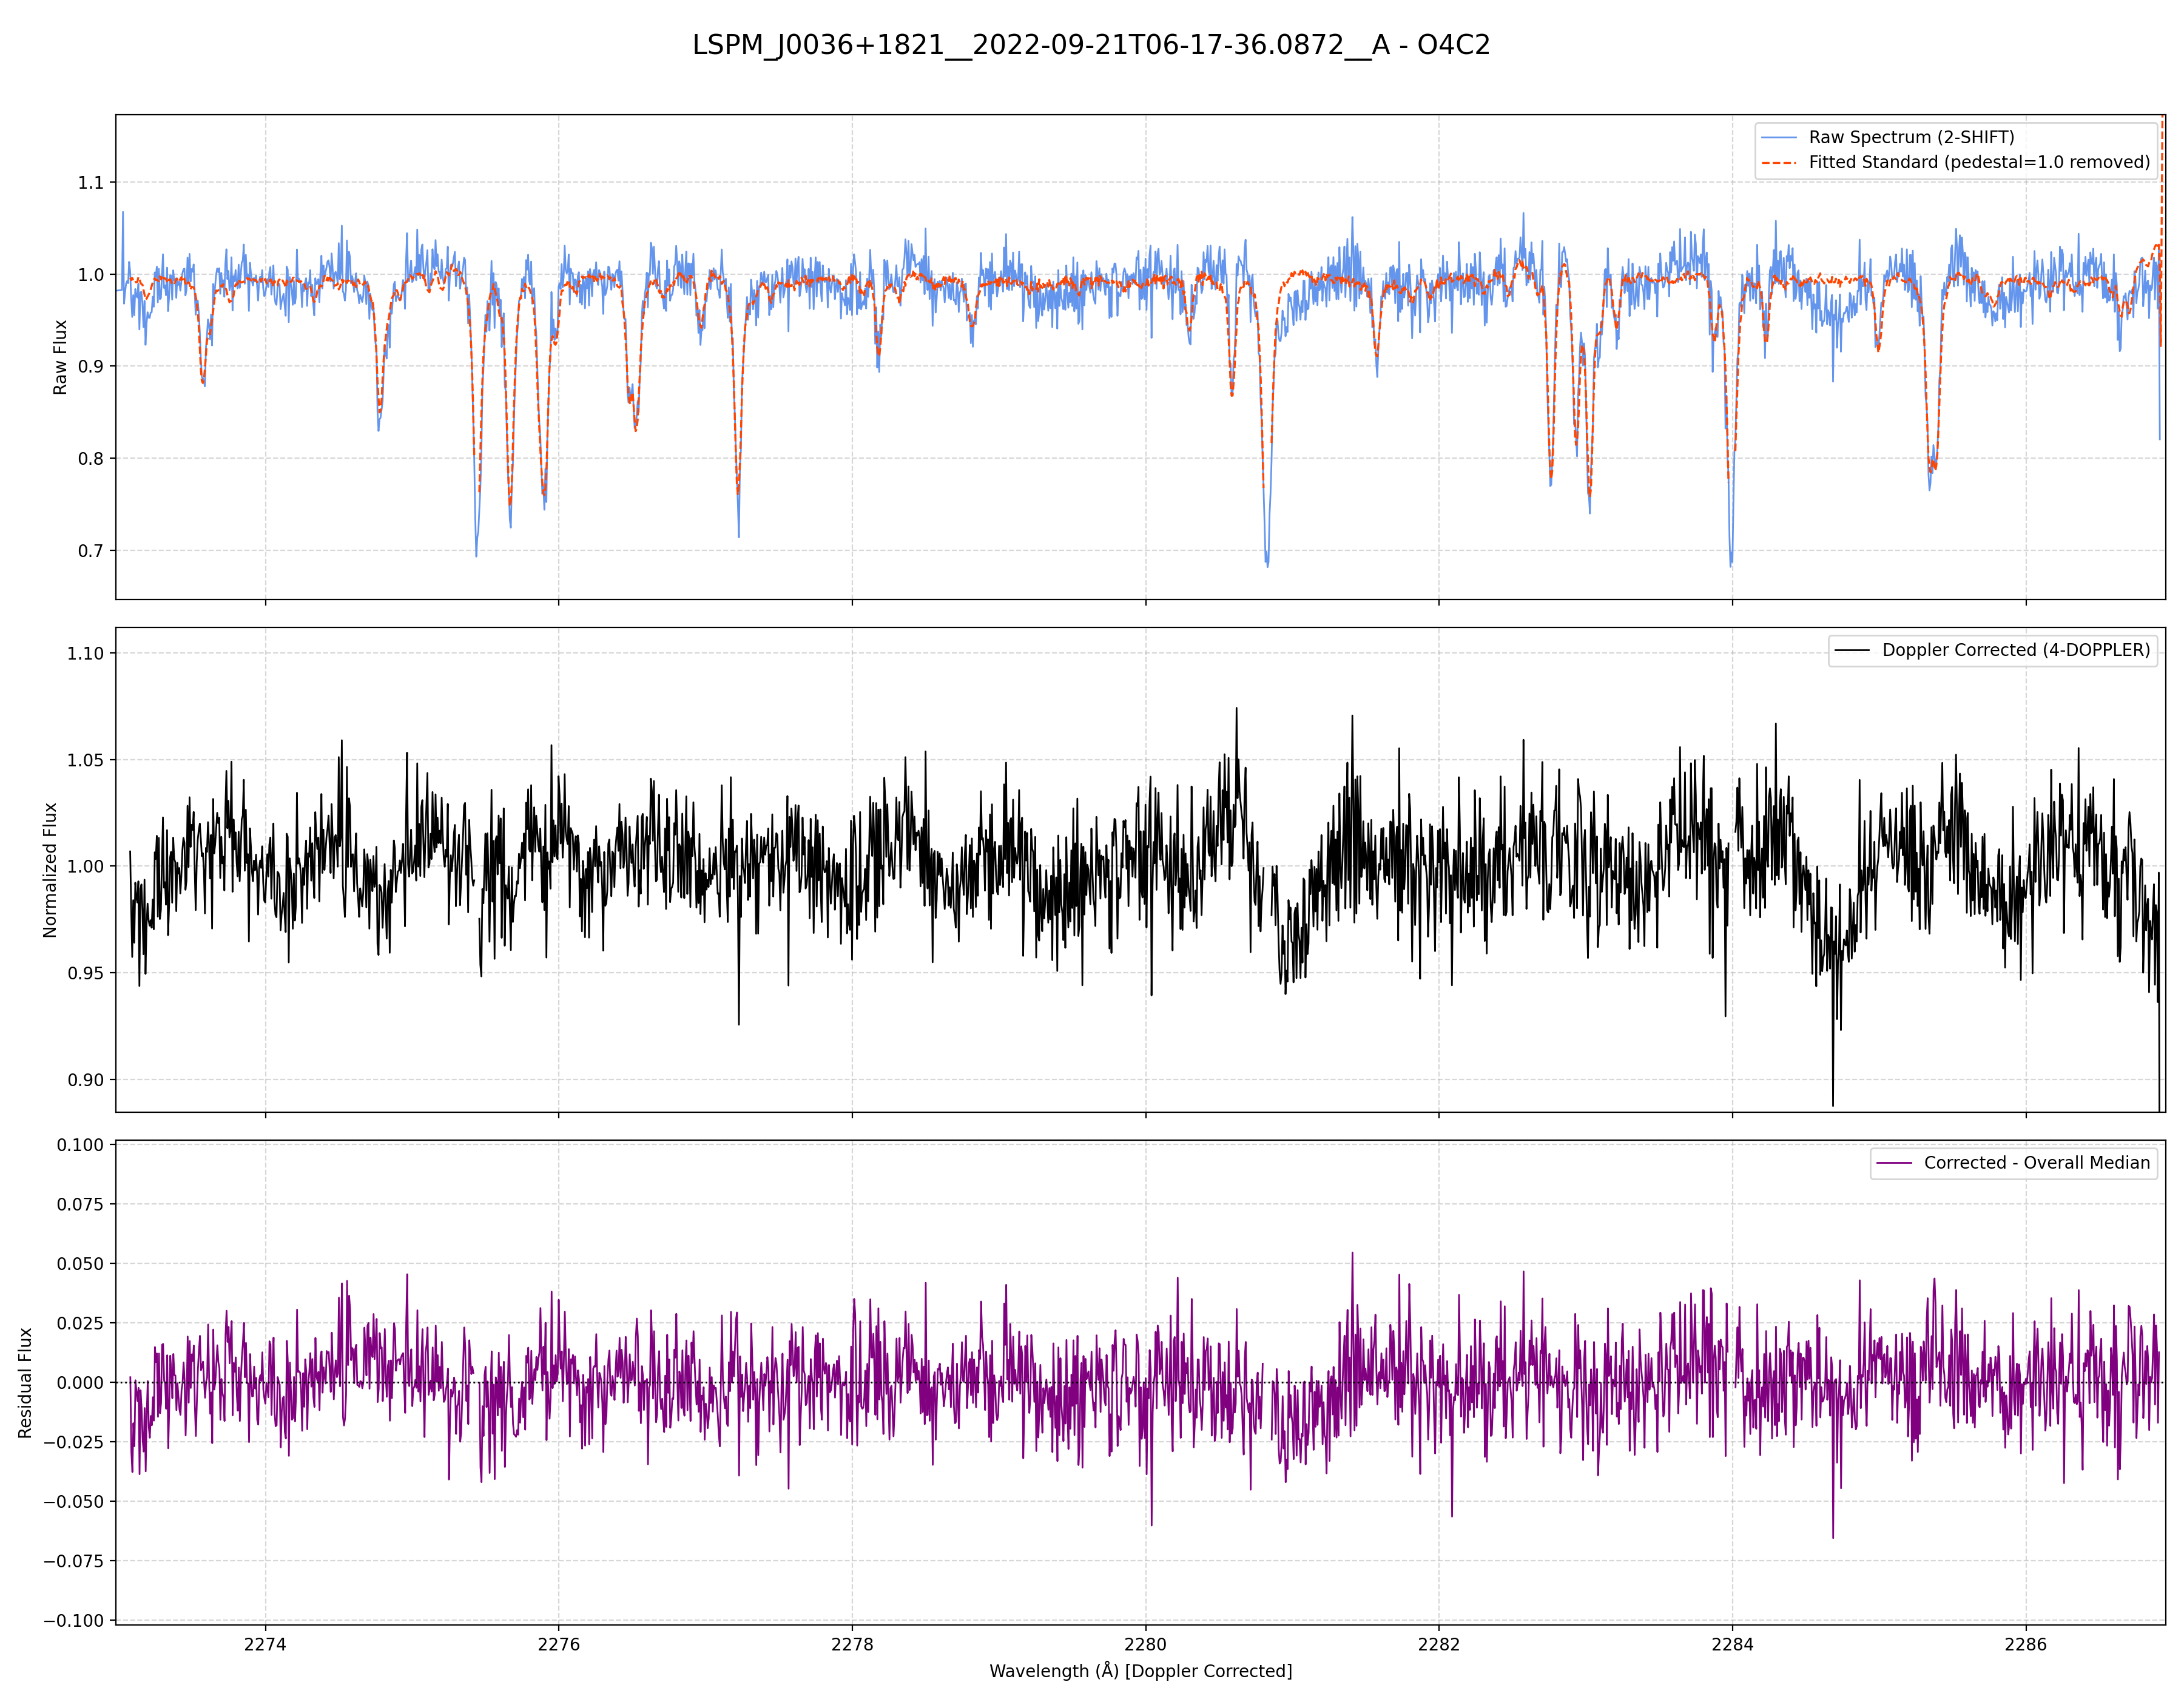 LSPM_J0036+1821__2022-09-21T06-17-36.0872__A - O4C2
Raw Spectrum (2-SHIFT)
Fitted Standard (pedestal=1.0 removed)
1.1
1.0
0.9
0.8
0.7
Raw Flux
Doppler Corrected (4-DOPPLER)
1.10
1.05
1.00
0.95
0.90
Normalized Flux
Corrected - Overall Median
0.100
0.075
0.050
0.025
0.000
−0.025
−0.050
−0.075
−0.100
Residual Flux
2274 2276 2278 2280 2282 2284 2286
Wavelength (Å) [Doppler Corrected]